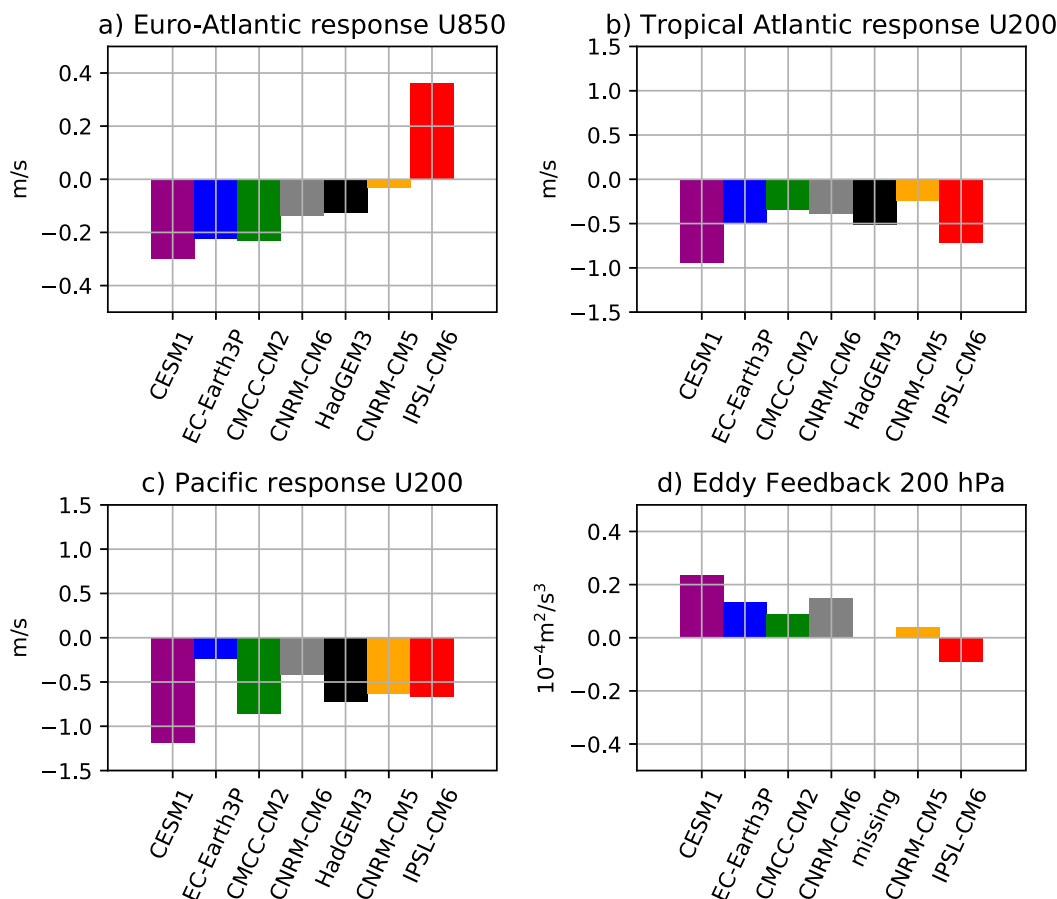 a) Euro-Atlantic response U850
m/s
0.4
0.2
0.0
−0.2
−0.4
CESM1
EC-Earth3P
CMCC-CM2
CNRM-CM6
HadGEM3
CNRM-CM5
IPSL-CM6
b) Tropical Atlantic response U200
m/s
1.5
1.0
0.5
0.0
−0.5
−1.0
−1.5
CESM1
EC-Earth3P
CMCC-CM2
CNRM-CM6
HadGEM3
CNRM-CM5
IPSL-CM6
c) Pacific response U200
m/s
1.5
1.0
0.5
0.0
−0.5
−1.0
−1.5
CESM1
EC-Earth3P
CMCC-CM2
CNRM-CM6
HadGEM3
CNRM-CM5
IPSL-CM6
d) Eddy Feedback 200 hPa
10⁻⁴m²/s³
0.4
0.2
0.0
−0.2
−0.4
CESM1
EC-Earth3P
CMCC-CM2
CNRM-CM6
missing
CNRM-CM5
IPSL-CM6